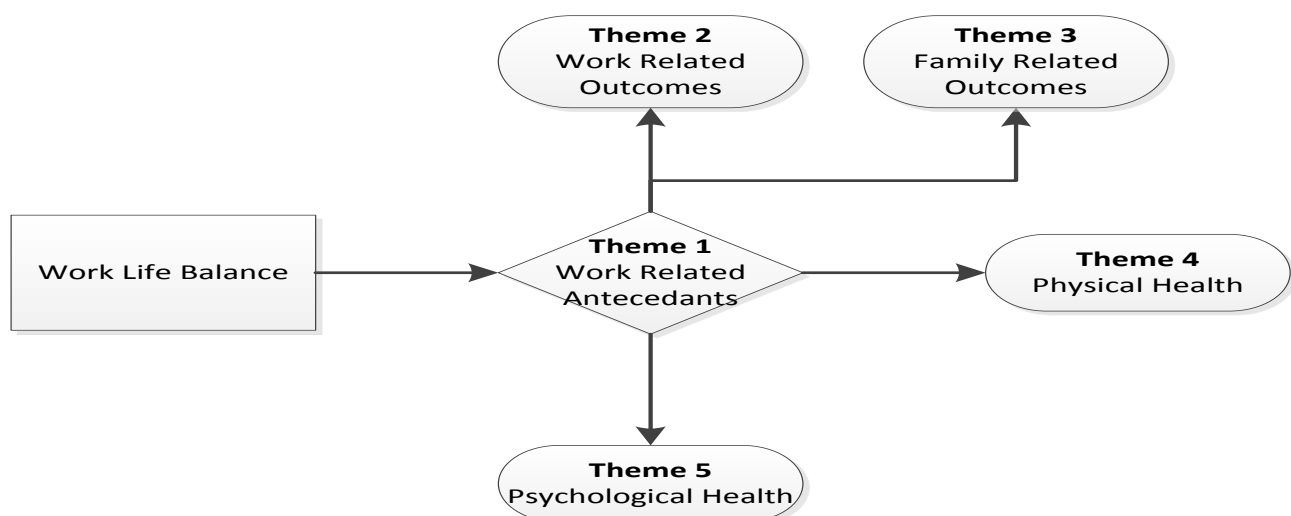 Theme 2
Work Related
Outcomes
Theme 3
Family Related
Outcomes
Work Life Balance
Theme 1
Work Related
Antecedants
Theme 4
Physical Health
Theme 5
Psychological Health